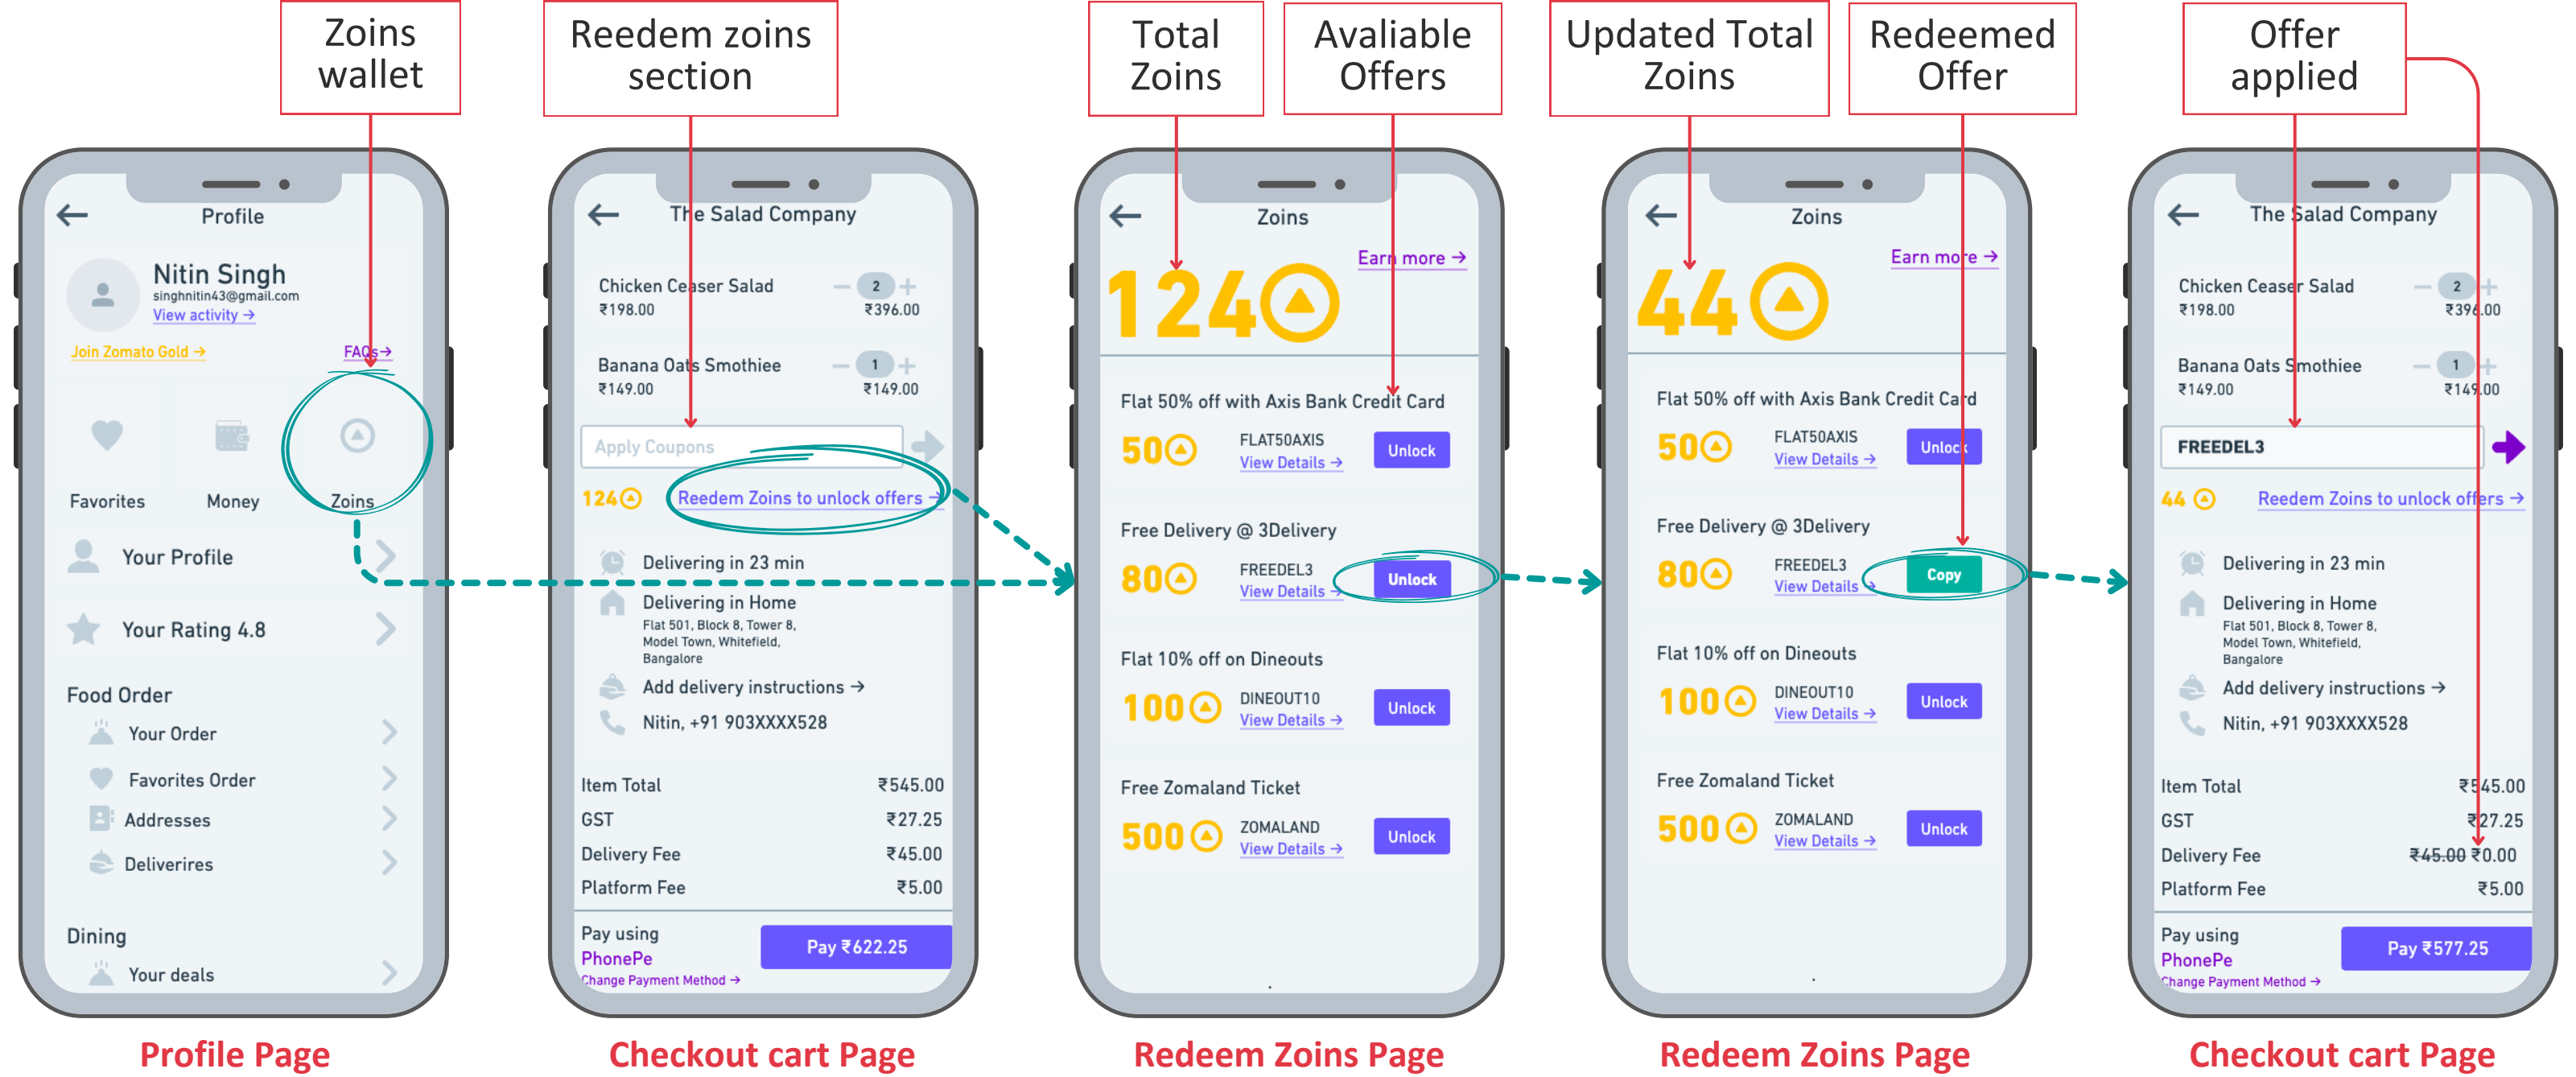 Zoins
wallet
Reedem zoins
section
Total
Zoins
Avaliable
Offers
Updated Total
Zoins
Redeemed
Offer
Offer
applied
Profile
Nitin Singh
singhnitin43@gmail.com
View activity →
Join Zomato Gold →
FAQs→
Favorites
Money
Zoins
Your Profile
Your Rating 4.8
Food Order
Your Order
Favorites Order
Addresses
Deliverires
Dining
Your deals
Profile Page
The Salad Company
Chicken Ceaser Salad
2
₹198.00
₹396.00
Banana Oats Smothiee
1
₹149.00
₹149.00
Apply Coupons
124
Reedem Zoins to unlock offers →
Delivering in 23 min
Delivering in Home
Flat 501, Block 8, Tower 8,
Model Town, Whitefield,
Bangalore
Add delivery instructions →
Nitin, +91 903XXXX528
Item Total ₹545.00
GST ₹27.25
Delivery Fee ₹45.00
Platform Fee ₹5.00
Pay using
PhonePe
Change Payment Method →
Pay ₹622.25
Checkout cart Page
Zoins
Earn more →
124
Flat 50% off with Axis Bank Credit Card
50
FLAT50AXIS
View Details →
Unlock
Free Delivery @ 3Delivery
80
FREEDEL3
View Details →
Unlock
Flat 10% off on Dineouts
100
DINEOUT10
View Details →
Unlock
Free Zomaland Ticket
500
ZOMALAND
View Details →
Unlock
Redeem Zoins Page
Zoins
Earn more →
44
Flat 50% off with Axis Bank Credit Card
50
FLAT50AXIS
View Details →
Unlock
Free Delivery @ 3Delivery
80
FREEDEL3
View Details →
Copy
Flat 10% off on Dineouts
100
DINEOUT10
View Details →
Unlock
Free Zomaland Ticket
500
ZOMALAND
View Details →
Unlock
Redeem Zoins Page
The Salad Company
Chicken Ceaser Salad
2
₹198.00
₹396.00
Banana Oats Smothiee
1
₹149.00
₹149.00
FREEDEL3
44
Reedem Zoins to unlock offers →
Delivering in 23 min
Delivering in Home
Flat 501, Block 8, Tower 8,
Model Town, Whitefield,
Bangalore
Add delivery instructions →
Nitin, +91 903XXXX528
Item Total ₹545.00
GST ₹27.25
Delivery Fee ₹45.00 ₹0.00
Platform Fee ₹5.00
Pay using
PhonePe
Change Payment Method →
Pay ₹577.25
Checkout cart Page